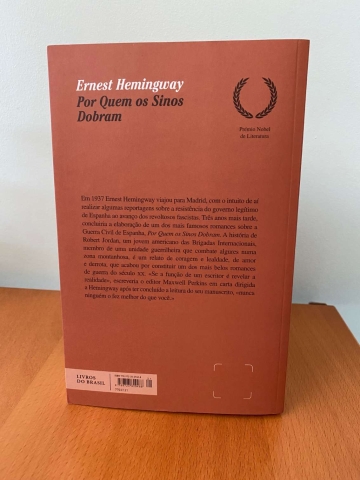 Ernest Hemingway
Por Quem os Sinos
Dobram
Prémio Nobel
de Literatura
Em 1937 Ernest Hemingway viajou para Madrid, com o intuito de aí
realizar algumas reportagens sobre a resistência do governo legítimo
de Espanha ao avanço dos revoltosos fascistas. Três anos mais tarde,
concluiria a elaboração de um dos mais famosos romances sobre a
Guerra Civil de Espanha, Por Quem os Sinos Dobram. A história de
Robert Jordan, um jovem americano das Brigadas Internacionais,
membro de uma unidade guerrilheira que combate algures numa
zona montanhosa, é um relato de coragem e lealdade, de amor
e derrota, que acabou por constituir um dos mais belos romances
de guerra do século XX. «Se a função de um escritor é revelar a
realidade», escreveria o editor Maxwell Perkins em carta dirigida
a Hemingway após ter concluído a leitura do seu manuscrito, «nunca
ninguém o fez melhor do que você.»
LIVROS
DO BRASIL